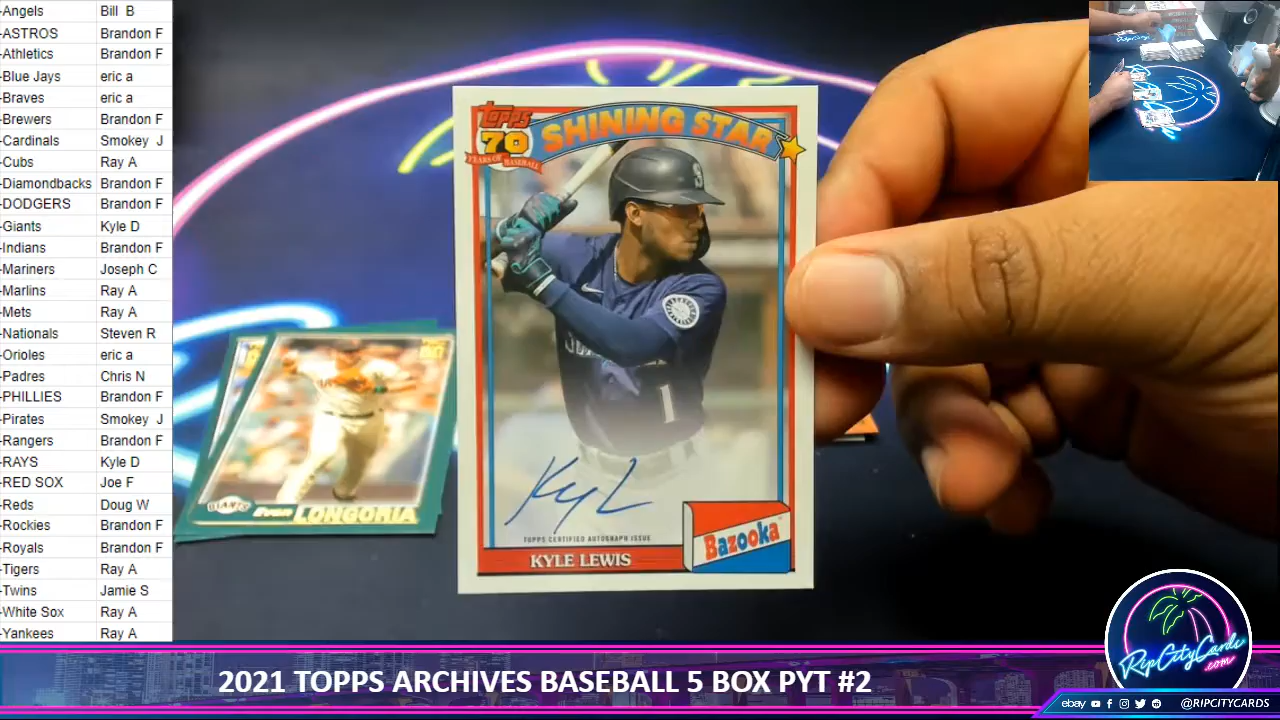 -Angels Bill B
-ASTROS Brandon F
-Athletics Brandon F
-Blue Jays eric a
-Braves eric a
-Brewers Brandon F
-Cardinals Smokey J
-Cubs Ray A
-Diamondbacks Brandon F
-DODGERS Brandon F
-Giants Kyle D
-Indians Brandon F
-Mariners Joseph C
-Marlins Ray A
-Mets Ray A
-Nationals Steven R
-Orioles eric a
-Padres Chris N
-PHILLIES Brandon F
-Pirates Smokey J
-Rangers Brandon F
-RAYS Kyle D
-RED SOX Joe F
-Reds Doug W
-Rockies Brandon F
-Royals Brandon F
-Tigers Ray A
-Twins Jamie S
-White Sox Ray A
-Yankees Ray A
topps
70
YEARS OF BASEBALL
SHINING STAR
S
1
Kyl
TOPPS CERTIFIED AUTOGRAPH ISSUE
KYLE LEWIS
Bazooka
GIANTS
Evan LONGORIA
RipCityCards
.com
2021 TOPPS ARCHIVES BASEBALL 5 BOX PYT #2
ebay @RIPCITYCARDS